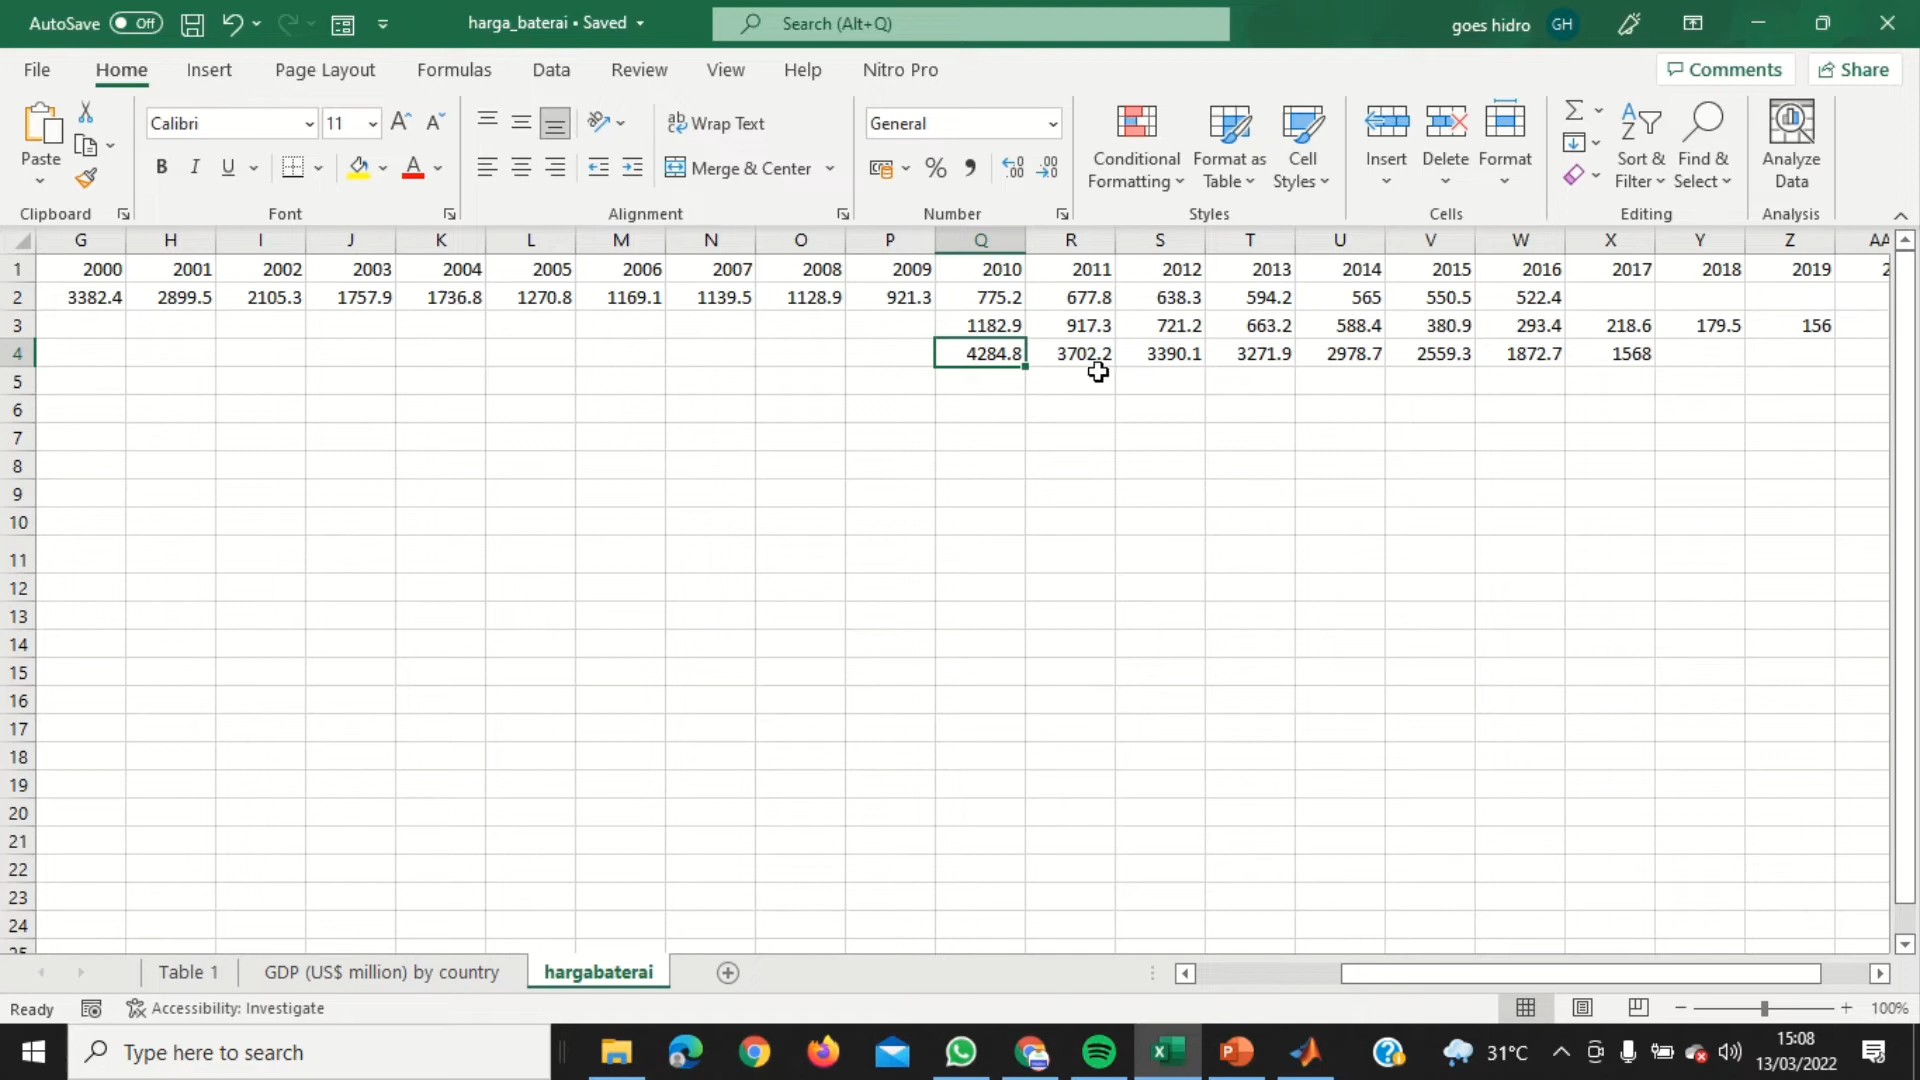 AutoSave Off harga_baterai • Saved Search (Alt+Q) goes hidro GH
File Home Insert Page Layout Formulas Data Review View Help Nitro Pro Comments Share
Paste Calibri 11 B I U Wrap Text Merge & Center General % Conditional Formatting Format as Table Cell Styles Insert Delete Format Sort & Filter Find & Select Analyze Data
Clipboard Font Alignment Number Styles Cells Editing Analysis
G H I J K L M N O P Q R S T U V W X Y Z AA
1 2000 2001 2002 2003 2004 2005 2006 2007 2008 2009 2010 2011 2012 2013 2014 2015 2016 2017 2018 2019 2
2 3382.4 2899.5 2105.3 1757.9 1736.8 1270.8 1169.1 1139.5 1128.9 921.3 775.2 677.8 638.3 594.2 565 550.5 522.4
3 1182.9 917.3 721.2 663.2 588.4 380.9 293.4 218.6 179.5 156
4 4284.8 3702.2 3390.1 3271.9 2978.7 2559.3 1872.7 1568
5
6
7
8
9
10
11
12
13
14
15
16
17
18
19
20
21
22
23
24
25
Table 1 GDP (US$ million) by country hargabaterai
Ready Accessibility: Investigate 100%
Type here to search 31°C 15:08
13/03/2022